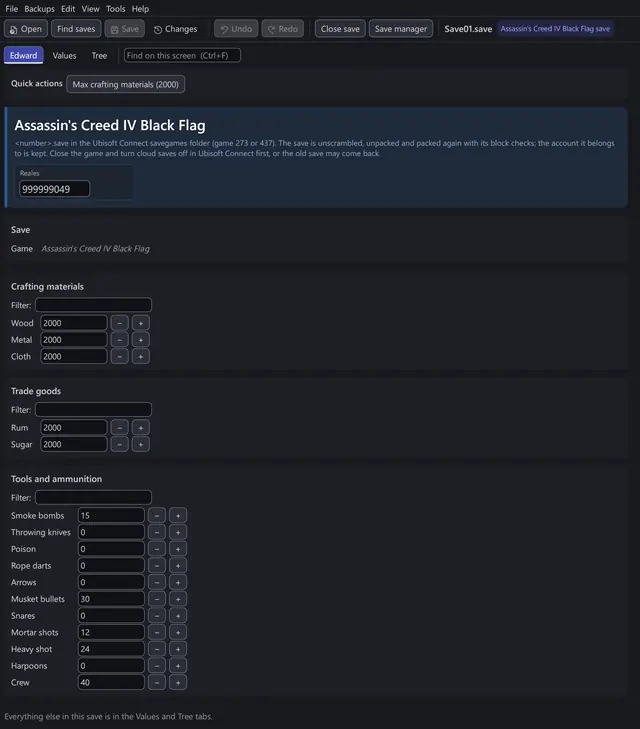 File Backups Edit View Tools Help
Open Find saves Save Changes Undo Redo Close save Save manager Save01.save Assassin's Creed IV Black Flag save
Edward Values Tree Find on this screen (Ctrl+F)
Quick actions Max crafting materials (2000)
Assassin's Creed IV Black Flag
<number>.save in the Ubisoft Connect savegames folder (game 273 or 437). The save is unscrambled, unpacked and packed again with its block checks; the account it belongs
to is kept. Close the game and turn cloud saves off in Ubisoft Connect first, or the old save may come back.
Reales
999999049
Save
Game Assassin's Creed IV Black Flag
Crafting materials
Filter:
Wood 2000 − +
Metal 2000 − +
Cloth 2000 − +
Trade goods
Filter:
Rum 2000 − +
Sugar 2000 − +
Tools and ammunition
Filter:
Smoke bombs 15 − +
Throwing knives 0 − +
Poison 0 − +
Rope darts 0 − +
Arrows 0 − +
Musket bullets 30 − +
Snares 0 − +
Mortar shots 12 − +
Heavy shot 24 − +
Harpoons 0 − +
Crew 40 − +
Everything else in this save is in the Values and Tree tabs.